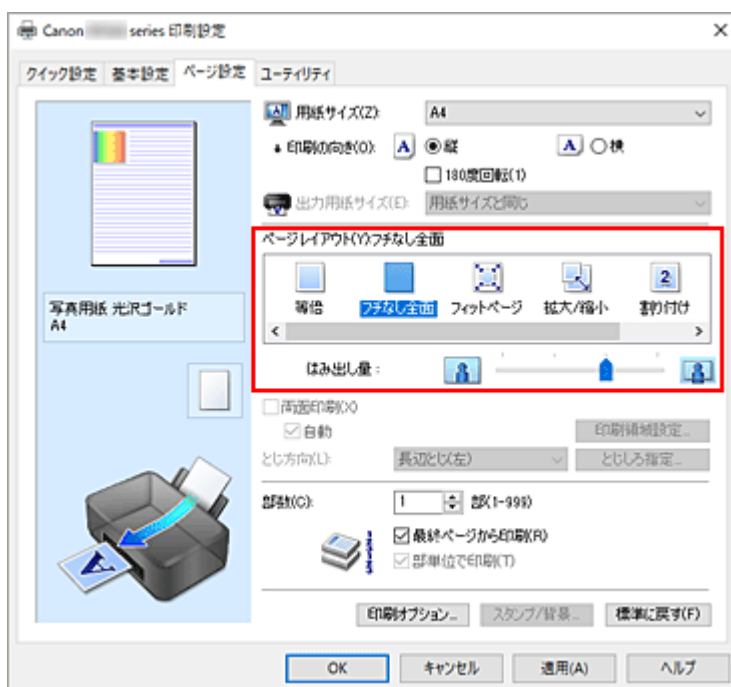 Canon series 印刷設定
クイック設定 基本設定 ページ設定 ユーティリティ
用紙サイズ(Z): A4
印刷の向き(O): A 縦 A 横
180度回転(1)
出力用紙サイズ(E): 用紙サイズと同じ
ページレイアウト(Y):フチなし全面
2
等倍 フチなし全面 フィットページ 拡大/縮小 割り付け
写真用紙 光沢ゴールド
A4
はみ出し量:
両面印刷(X)
自動 印刷領域設定...
とじ方向(L): 長辺とじ(左) とじしろ指定...
部数(C): 1 部(1-999)
最終ページから印刷(R)
部単位で印刷(T)
印刷オプション... スタンプ/背景... 標準に戻す(F)
OK キャンセル 適用(A) ヘルプ